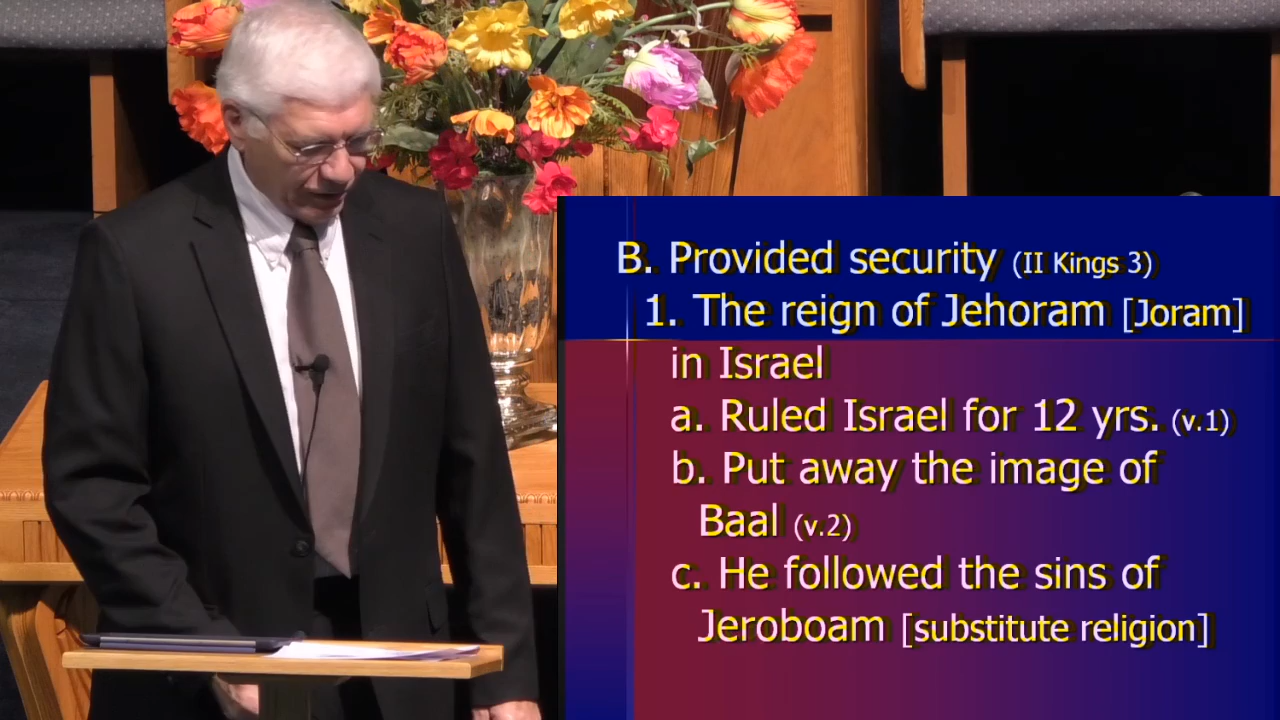 B. Provided security (II Kings 3)
1. The reign of Jehoram [Joram]
in Israel
a. Ruled Israel for 12 yrs. (v.1)
b. Put away the image of
Baal (v.2)
c. He followed the sins of
Jeroboam [substitute religion]